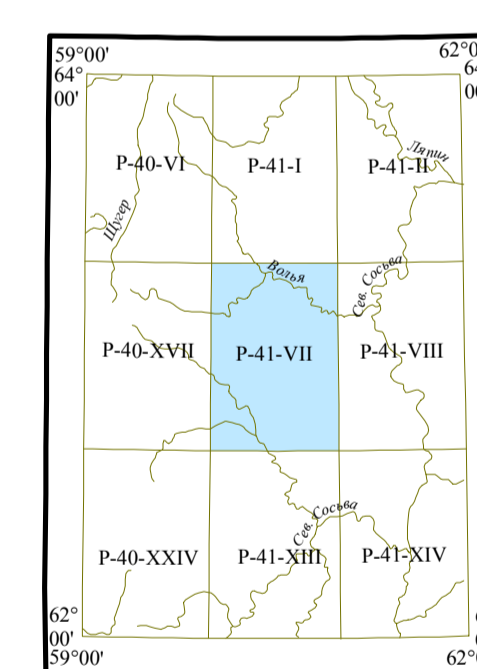 59°00'
62°0
64°
00'
64
0
Ляпин
P-40-VI
P-41-I
P-41-II
Щугер
Волья
Сев. Сосьва
P-40-XVII
P-41-VII
P-41-VIII
Сев. Сосьва
P-40-XXIV
P-41-XIII
P-41-XIV
62°
00'
59°00'
62°